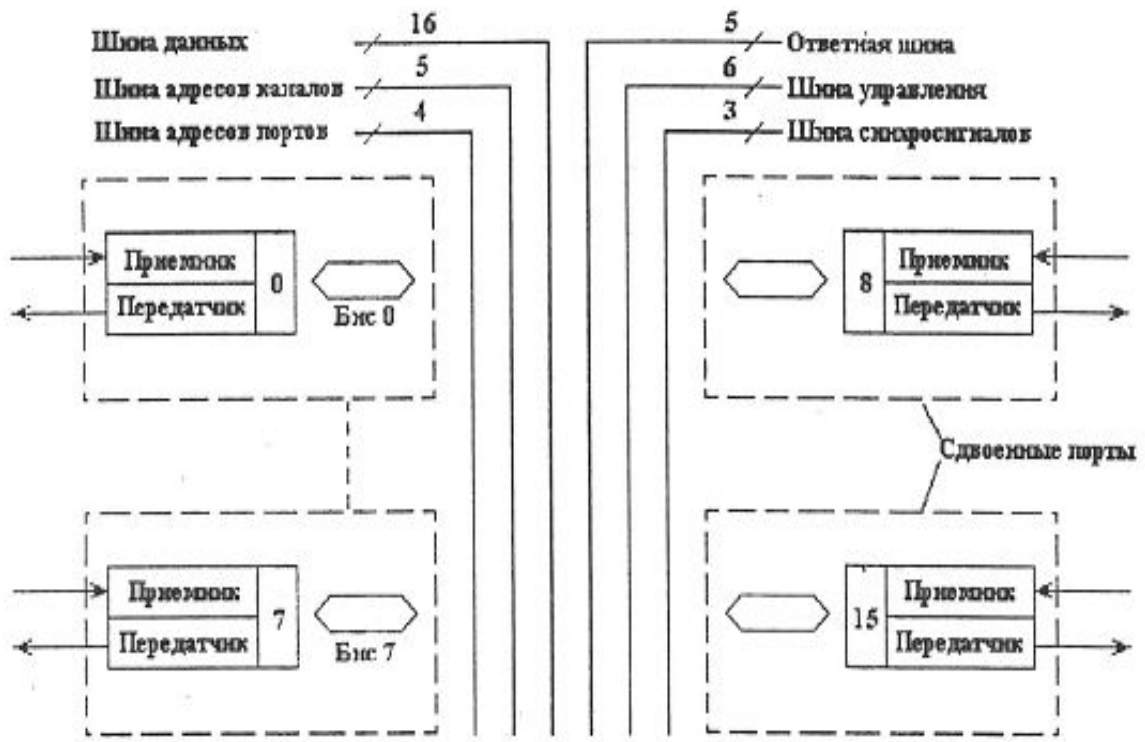 Шина данных
16
Шина адресов каналов
5
Шина адресов портов
4
5
Ответная шина
6
Шина управления
3
Шина синхросигналов
Приемник
Передатчик
0
Бис 0
8
Приемник
Передатчик
Сдвоенные порты
Приемник
Передатчик
7
Бис 7
15
Приемник
Передатчик